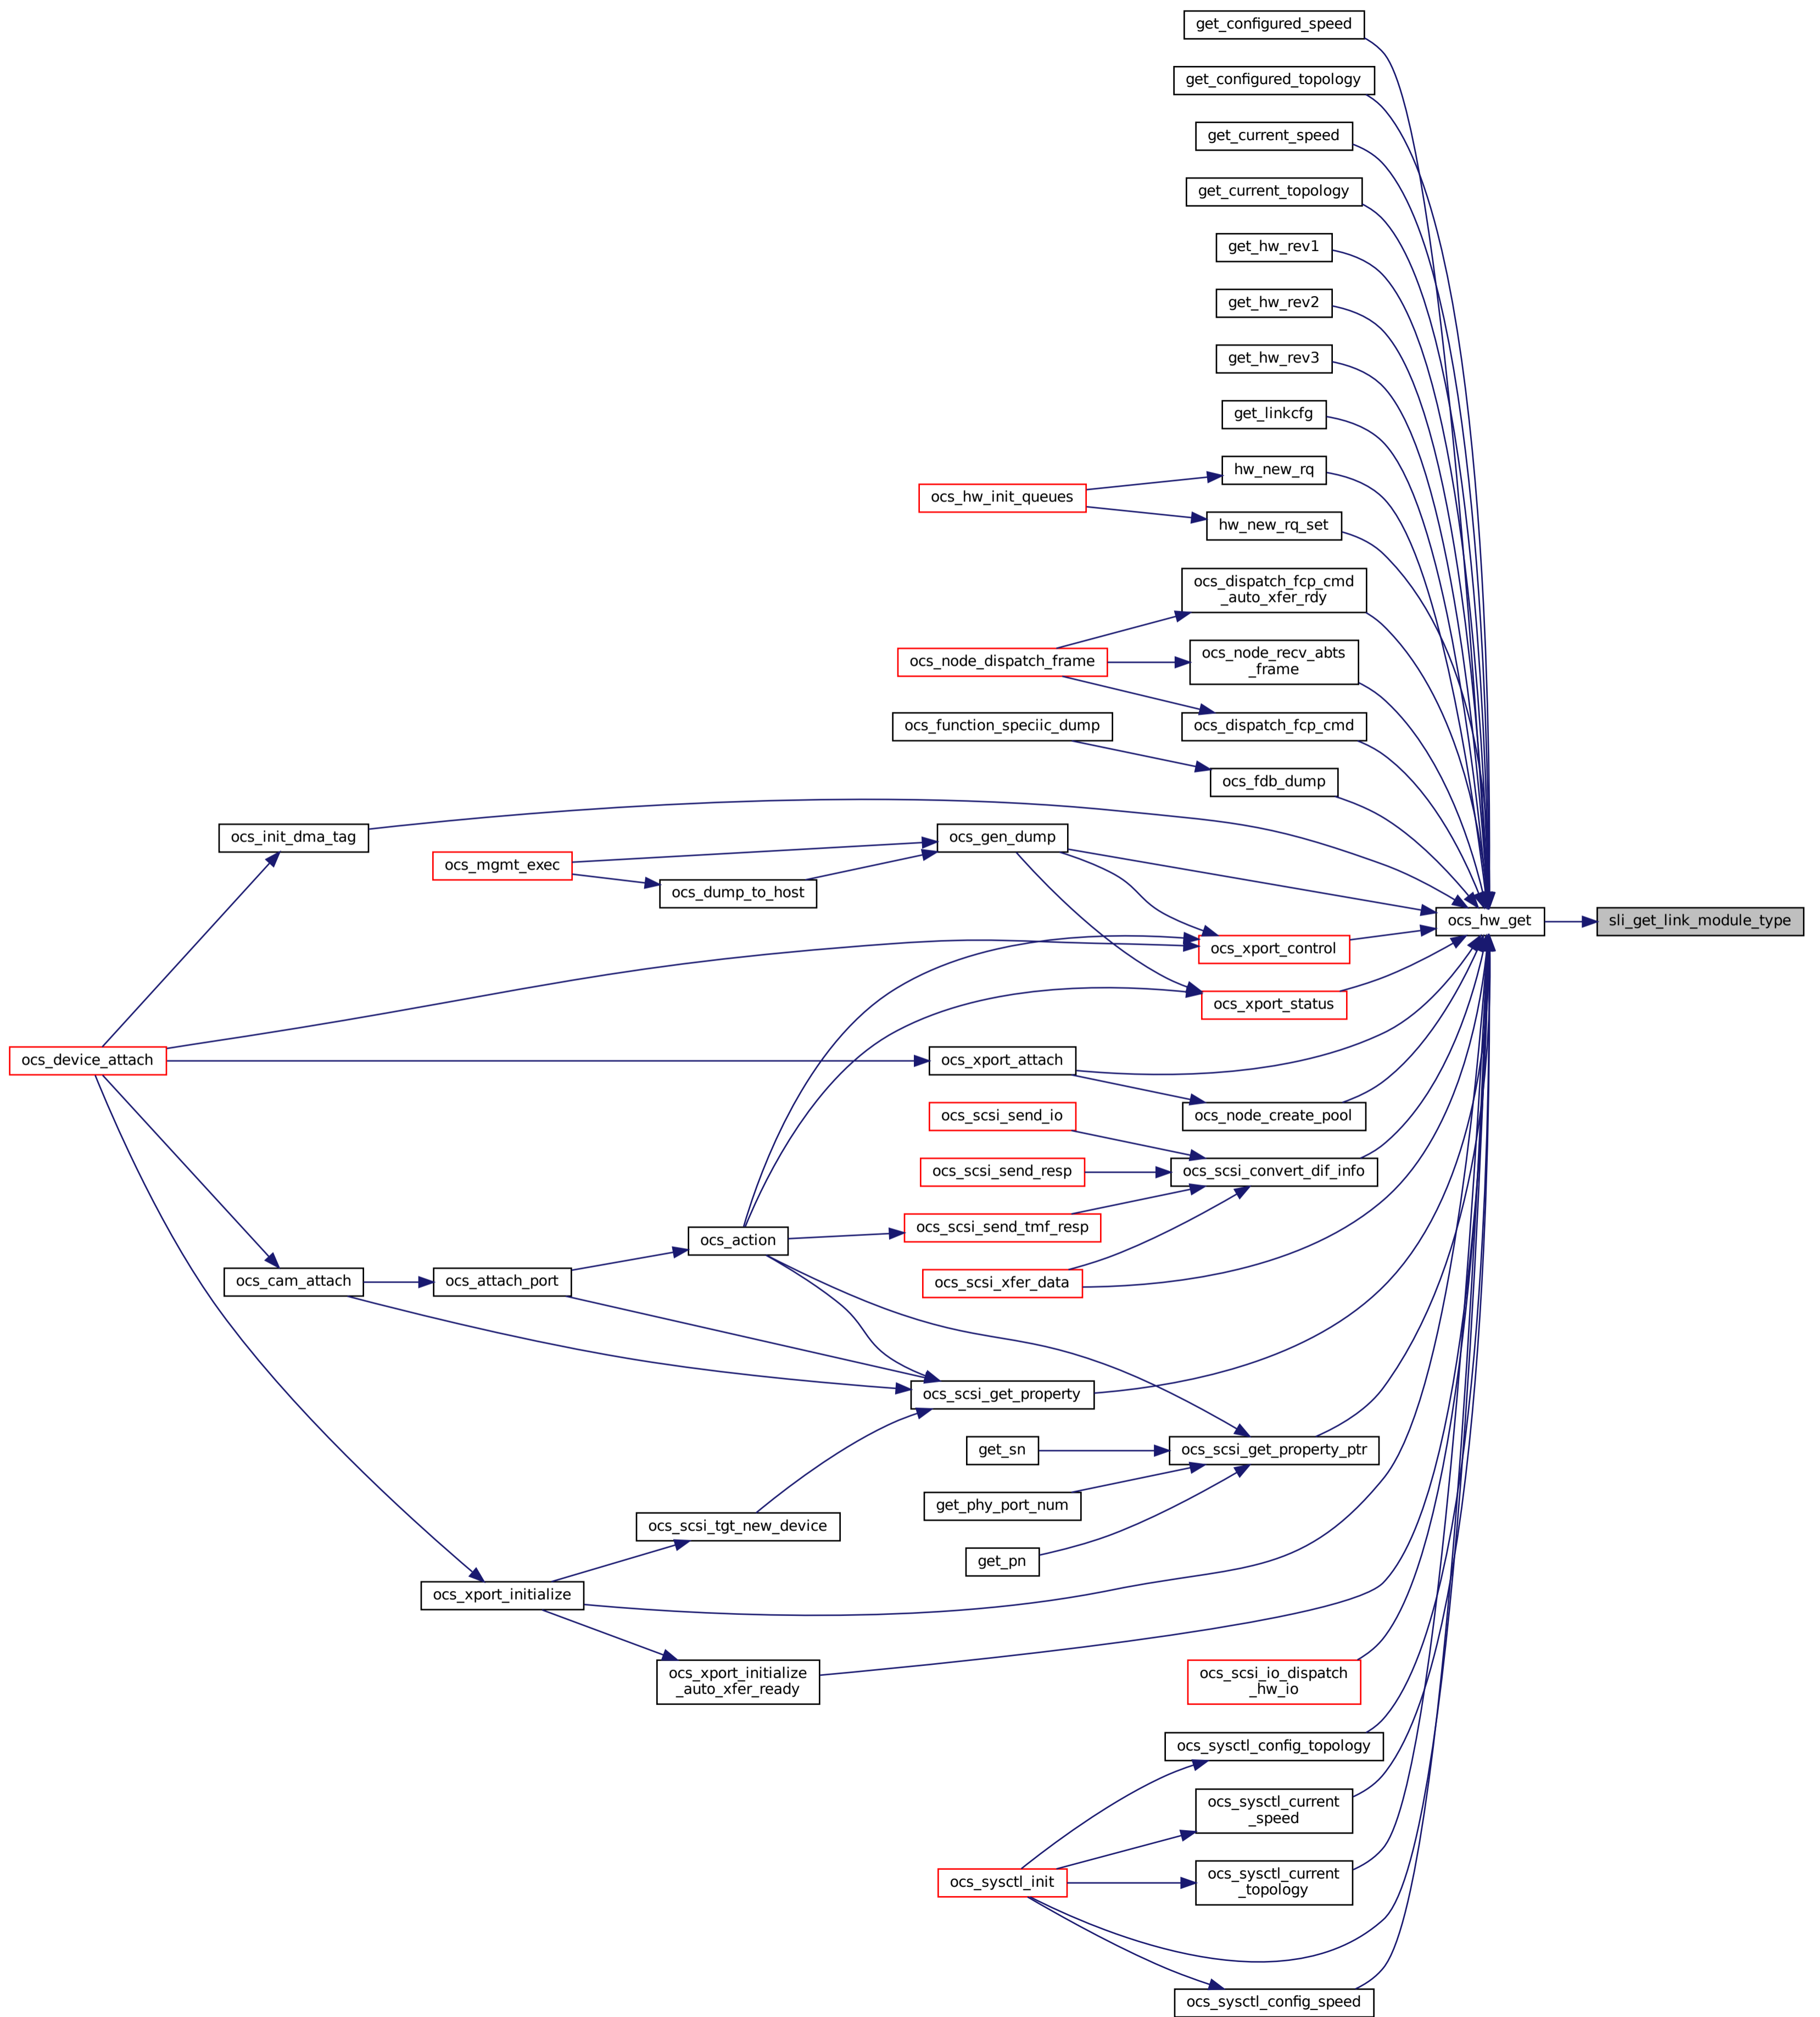 get_configured_speed
get_configured_topology
get_current_speed
get_current_topology
get_hw_rev1
get_hw_rev2
get_hw_rev3
get_linkcfg
hw_new_rq
ocs_hw_init_queues
hw_new_rq_set
ocs_dispatch_fcp_cmd
_auto_xfer_rdy
ocs_node_dispatch_frame
ocs_node_recv_abts
_frame
ocs_function_speciic_dump
ocs_dispatch_fcp_cmd
ocs_fdb_dump
ocs_init_dma_tag
ocs_gen_dump
ocs_mgmt_exec
ocs_dump_to_host
ocs_hw_get
sli_get_link_module_type
ocs_xport_control
ocs_xport_status
ocs_device_attach
ocs_xport_attach
ocs_scsi_send_io
ocs_node_create_pool
ocs_scsi_send_resp
ocs_scsi_convert_dif_info
ocs_scsi_send_tmf_resp
ocs_action
ocs_cam_attach
ocs_attach_port
ocs_scsi_xfer_data
ocs_scsi_get_property
get_sn
ocs_scsi_get_property_ptr
get_phy_port_num
ocs_scsi_tgt_new_device
get_pn
ocs_xport_initialize
ocs_xport_initialize
_auto_xfer_ready
ocs_scsi_io_dispatch
_hw_io
ocs_sysctl_config_topology
ocs_sysctl_current
_speed
ocs_sysctl_init
ocs_sysctl_current
_topology
ocs_sysctl_config_speed